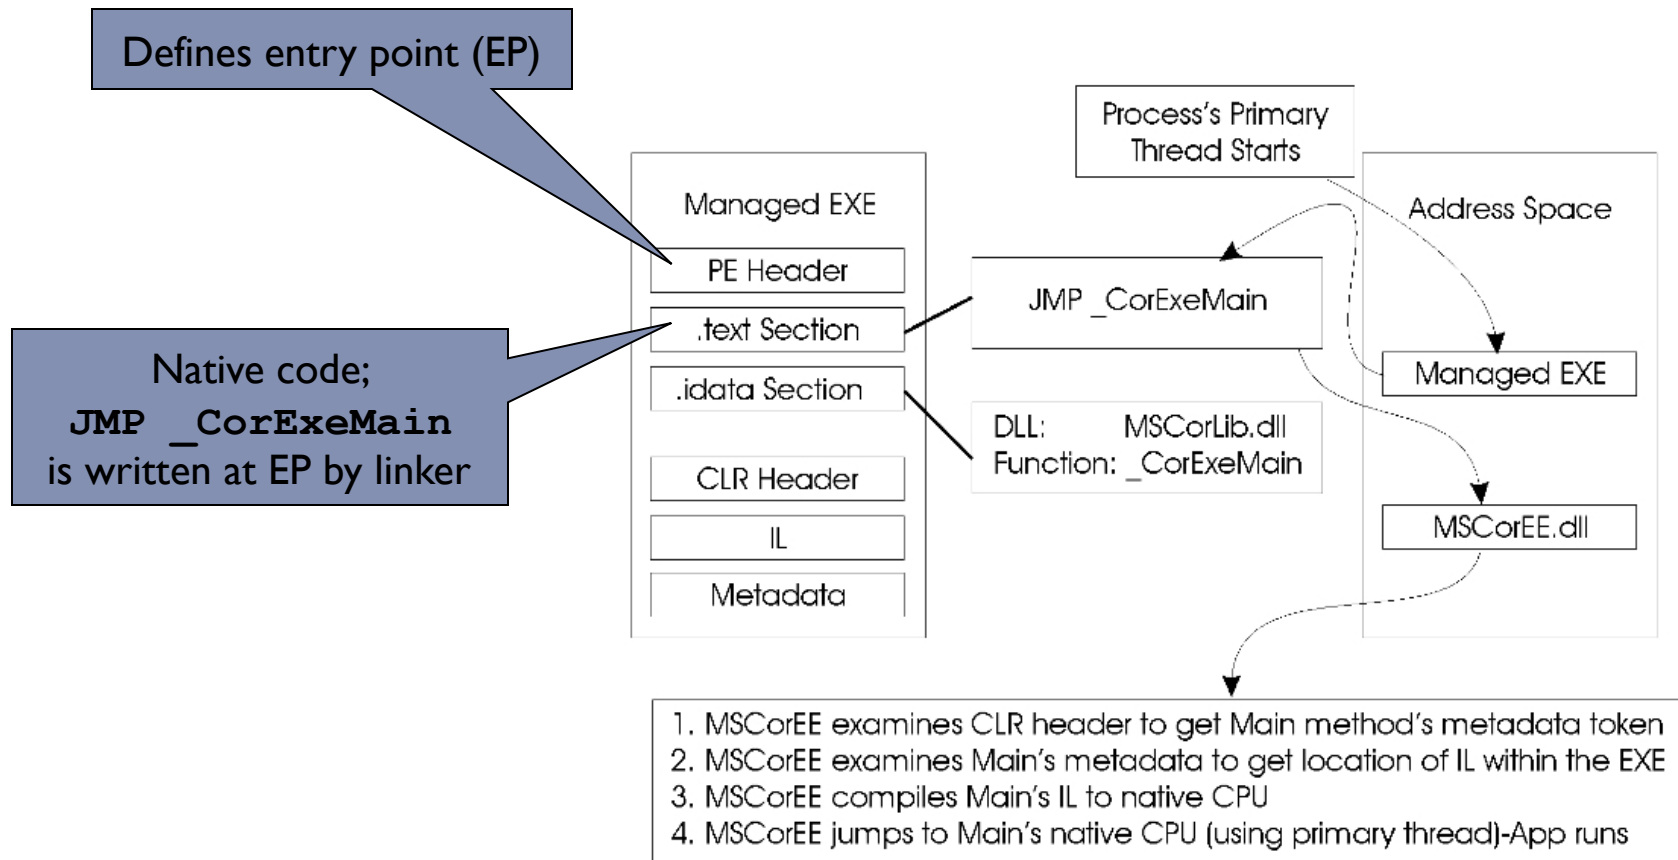 Defines entry point (EP)
Process's Primary
Thread Starts
Managed EXE
Address Space
PE Header
JMP _CorExeMain
.text Section
Native code;
JMP _CorExeMain
is written at EP by linker
Managed EXE
.idata Section
DLL: MSCorLib.dll
Function: _CorExeMain
CLR Header
IL
MSCorEE.dll
Metadata
1. MSCorEE examines CLR header to get Main method's metadata token
2. MSCorEE examines Main's metadata to get location of IL within the EXE
3. MSCorEE compiles Main's IL to native CPU
4. MSCorEE jumps to Main's native CPU (using primary thread)-App runs